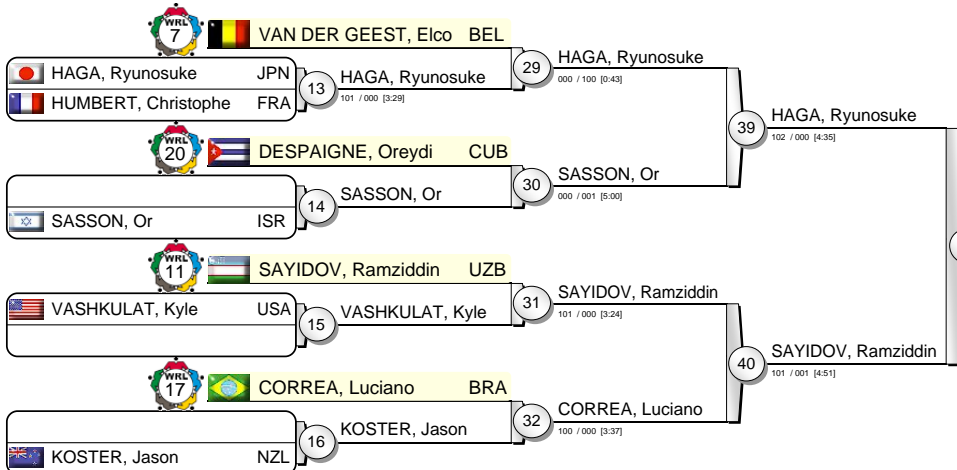 WRL
7
VAN DER GEEST, Elco BEL
HAGA, Ryunosuke JPN
HUMBERT, Christophe FRA
13
HAGA, Ryunosuke
101 / 000 [3:29]
29
HAGA, Ryunosuke
000 / 100 [0:43]
WRL
20
DESPAIGNE, Oreydi CUB
SASSON, Or ISR
14
SASSON, Or
30
SASSON, Or
000 / 001 [5:00]
39
HAGA, Ryunosuke
102 / 000 [4:35]
WRL
11
SAYIDOV, Ramziddin UZB
VASHKULAT, Kyle USA
15
VASHKULAT, Kyle
31
SAYIDOV, Ramziddin
101 / 000 [3:24]
WRL
17
CORREA, Luciano BRA
KOSTER, Jason NZL
16
KOSTER, Jason
32
CORREA, Luciano
100 / 000 [3:37]
40
SAYIDOV, Ramziddin
101 / 001 [4:51]